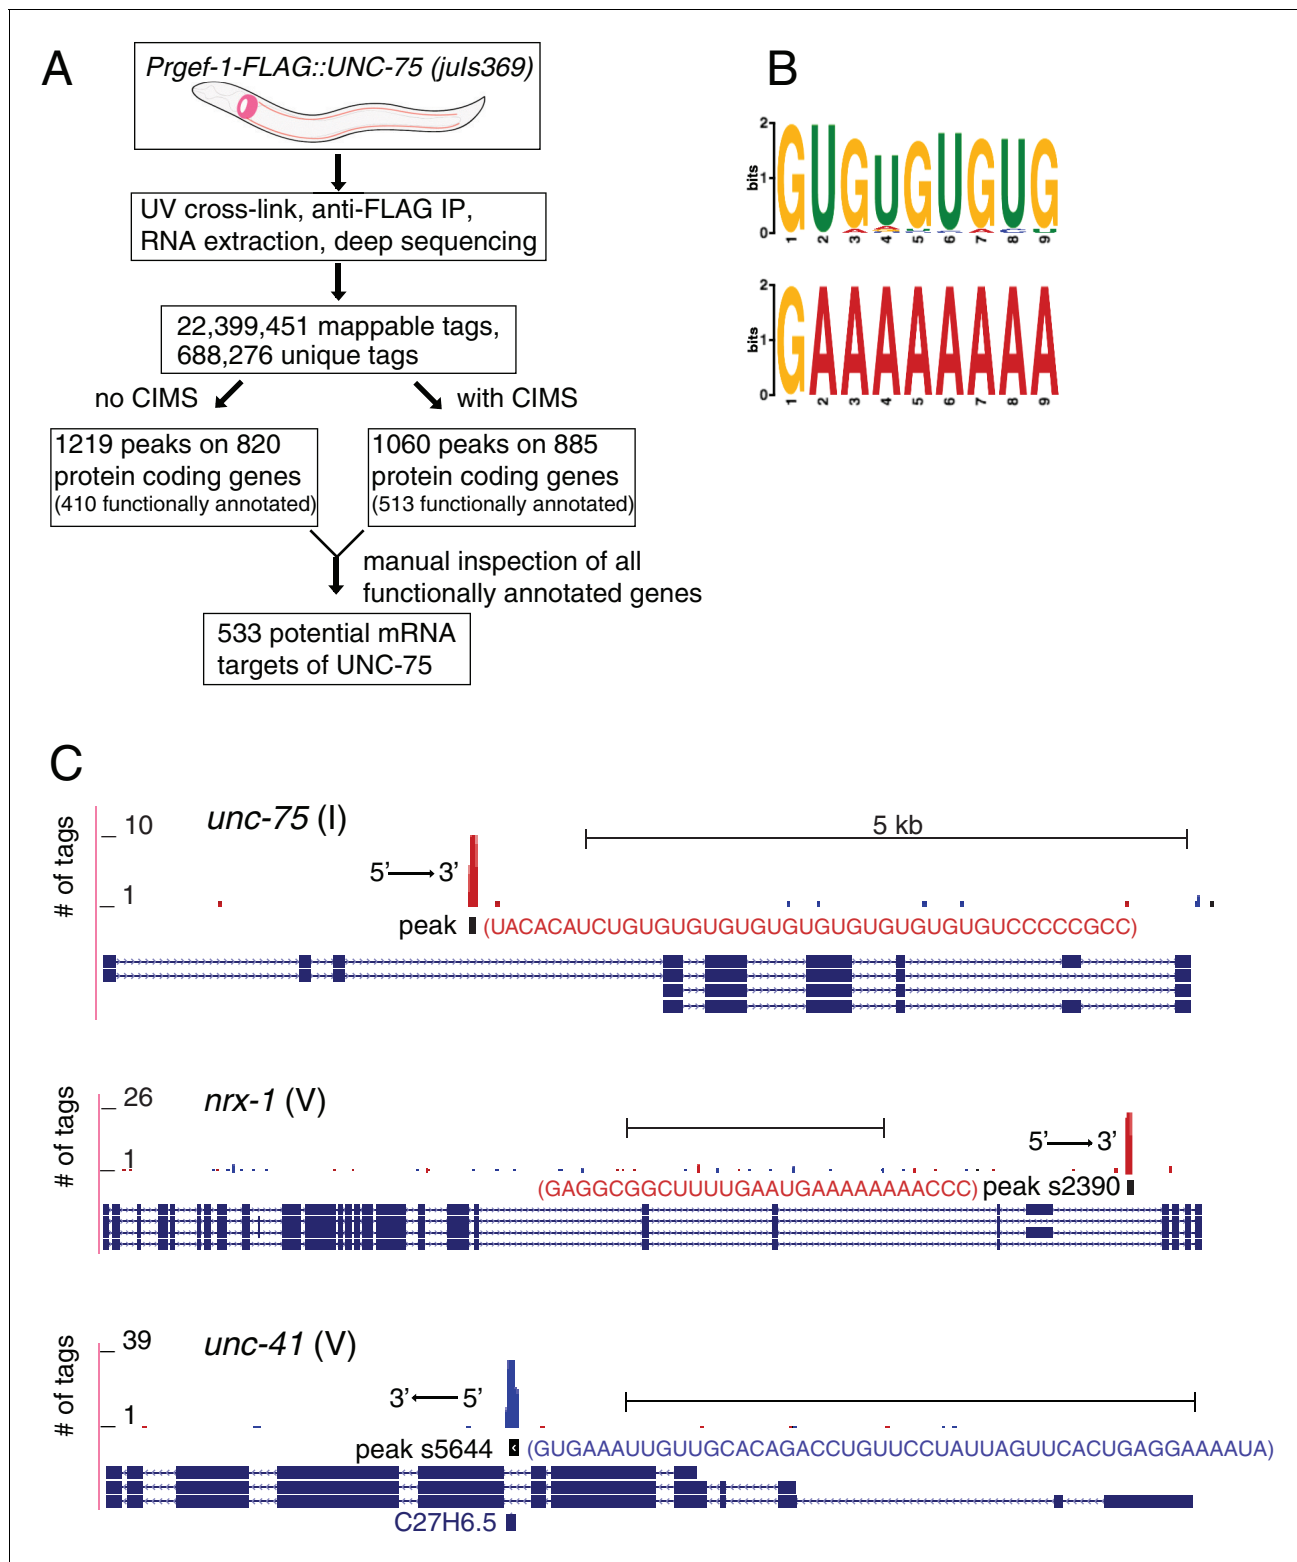 A
Prgef-1-FLAG::UNC-75 (juIs369)
UV cross-link, anti-FLAG IP,
RNA extraction, deep sequencing
22,399,451 mappable tags,
688,276 unique tags
no CIMS
with CIMS
1219 peaks on 820
protein coding genes
(410 functionally annotated)
1060 peaks on 885
protein coding genes
(513 functionally annotated)
manual inspection of all
functionally annotated genes
533 potential mRNA
targets of UNC-75
B
2
1
0
bits
GUGUGUGUG
1 2 3 4 5 6 7 8 9
2
1
0
bits
GAAAAAAAA
1 2 3 4 5 6 7 8 9
C
# of tags
10
1
unc-75 (I)
5 kb
5’ 3’
peak (UACACAUCUGUGUGUGUGUGUGUGUGUGUGUGUCCCCCGCC)
# of tags
26
1
nrx-1 (V)
5’ 3’
(GAGGCGGCUUUUGAAUGAAAAAAAACCC) peak s2390
# of tags
39
1
unc-41 (V)
3’ 5’
peak s5644 (GUGAAAUUGUUGCACAGACCUGUUCCUAUUAGUUCACUGAGGAAAAUA)
C27H6.5